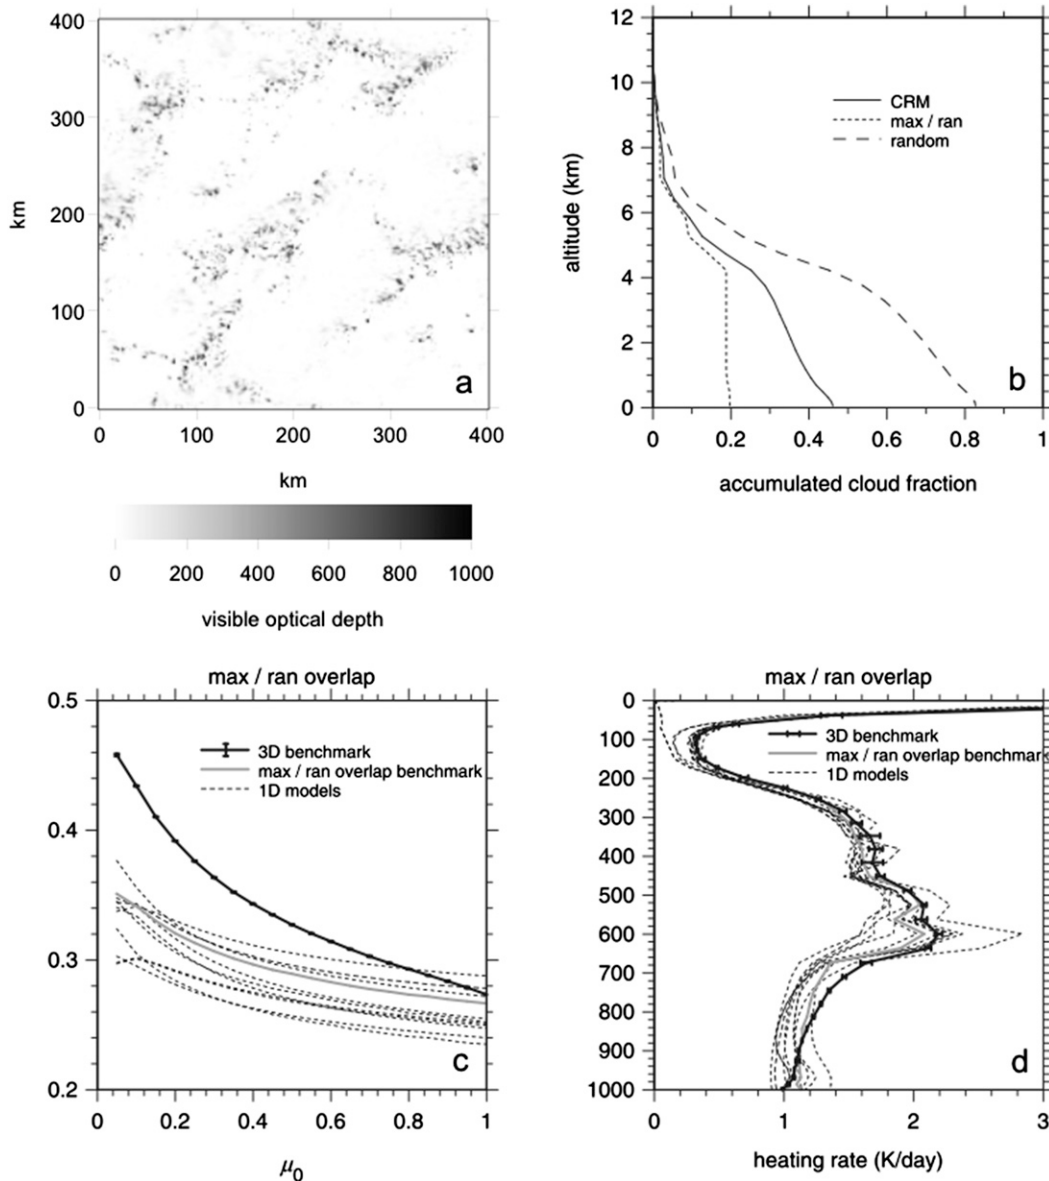 400
300
200
100
0
km
0 100 200 300 400
km
a
0 200 400 600 800 1000
visible optical depth
12
10
8
6
4
2
0
altitude (km)
CRM
max / ran
random
b
0 0.2 0.4 0.6 0.8 1
accumulated cloud fraction
max / ran overlap
0.5
0.4
0.3
0.2
3D benchmark
max / ran overlap benchmark
1D models
c
0 0.2 0.4 0.6 0.8 1
μ0
max / ran overlap
0
100
200
300
400
500
600
700
800
900
1000
3D benchmark
max / ran overlap benchmark
1D models
d
0 1 2 3
heating rate (K/day)